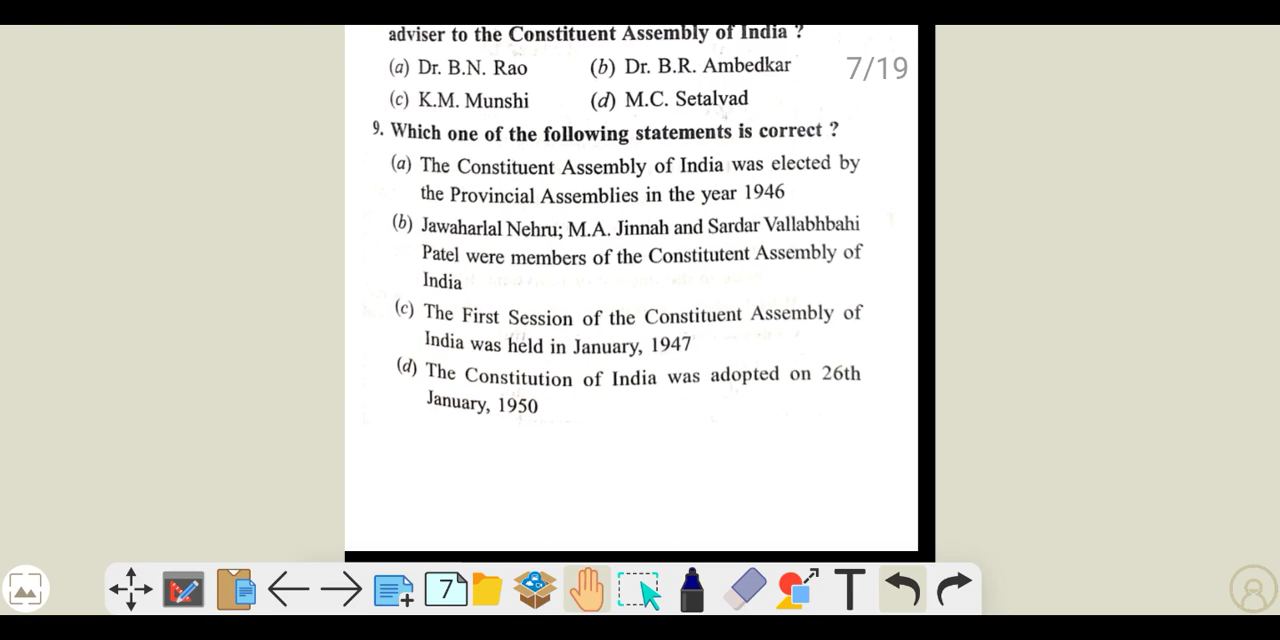 adviser to the Constituent Assembly of India ?
(a) Dr. B.N. Rao (b) Dr. B.R. Ambedkar
7/19
(c) K.M. Munshi (d) M.C. Setalvad
9. Which one of the following statements is correct ?
(a) The Constituent Assembly of India was elected by
the Provincial Assemblies in the year 1946
(b) Jawaharlal Nehru; M.A. Jinnah and Sardar Vallabhbahi
Patel were members of the Constitutent Assembly of
India
(c) The First Session of the Constituent Assembly of
India was held in January, 1947
(d) The Constitution of India was adopted on 26th
January, 1950
7
T